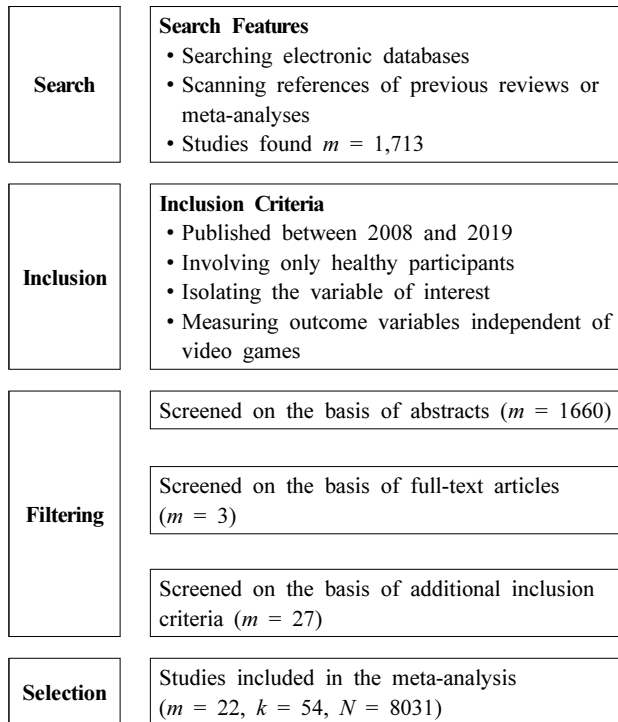 Search
Search Features
• Searching electronic databases
• Scanning references of previous reviews or
meta-analyses
• Studies found m = 1,713
Inclusion
Inclusion Criteria
• Published between 2008 and 2019
• Involving only healthy participants
• Isolating the variable of interest
• Measuring outcome variables independent of
video games
Filtering
Screened on the basis of abstracts (m = 1660)
Screened on the basis of full-text articles
(m = 3)
Screened on the basis of additional inclusion
criteria (m = 27)
Selection
Studies included in the meta-analysis
(m = 22, k = 54, N = 8031)